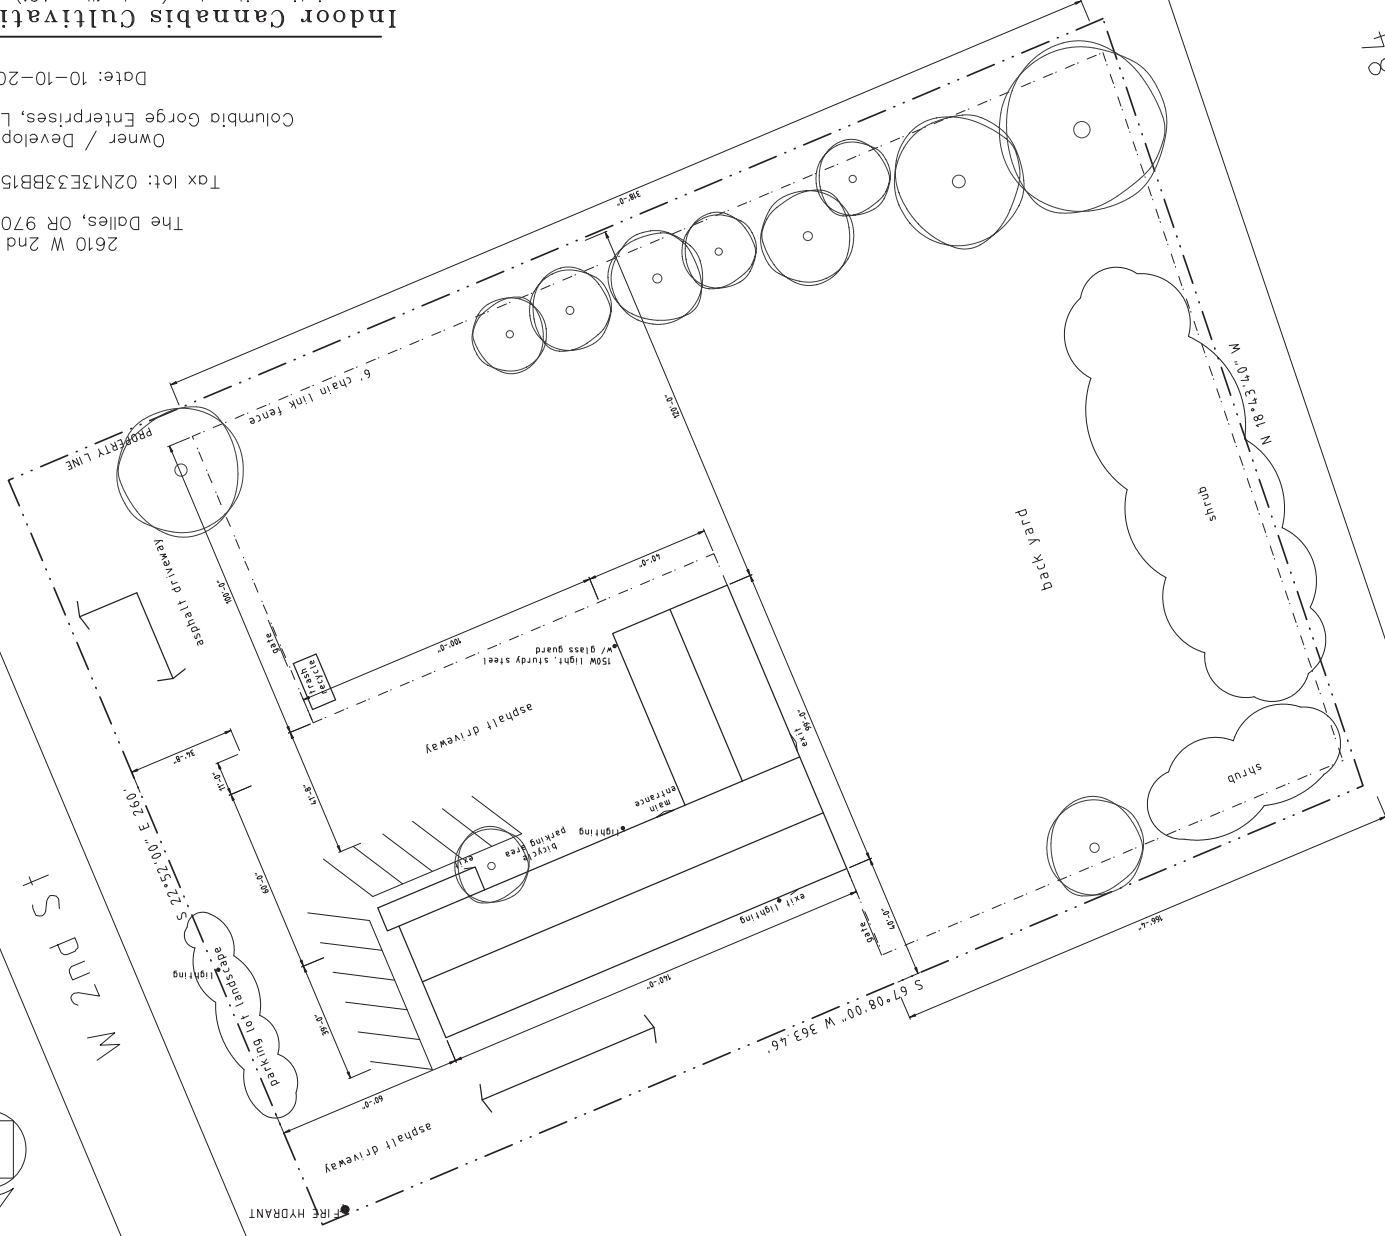 Indoor Cannabis Cultivati
Date: 10-10-20
Columbia Gorge Enterprises, L
Owner / Develop
Tax lot: 02N13E33BB15
The Dalles, OR 970
2610 W 2nd
84
318'-0"
6' chain link fence
PROPERTY LINE
120'-0"
N 18°43'40" W
shrub
back yard
asphalt driveway
100'-0"
gate
recycle
trash
100'-0"
40'-0"
150W light, sturdy steel
w/ glass guard
asphalt driveway
99'-0"
exit
shrub
34'-8"
11'-0"
41'-8"
main
entrance
lighting
bicycle
parking area
exit
S 22°52'00" E 260'
60'-0"
exit lighting
gate
40'-0"
166'-4"
W 2nd St
lighting
parking lot landscape
39'-0"
140'-0"
S 67°08'00" W 363.46'
60'-0"
asphalt driveway
FIRE HYDRANT